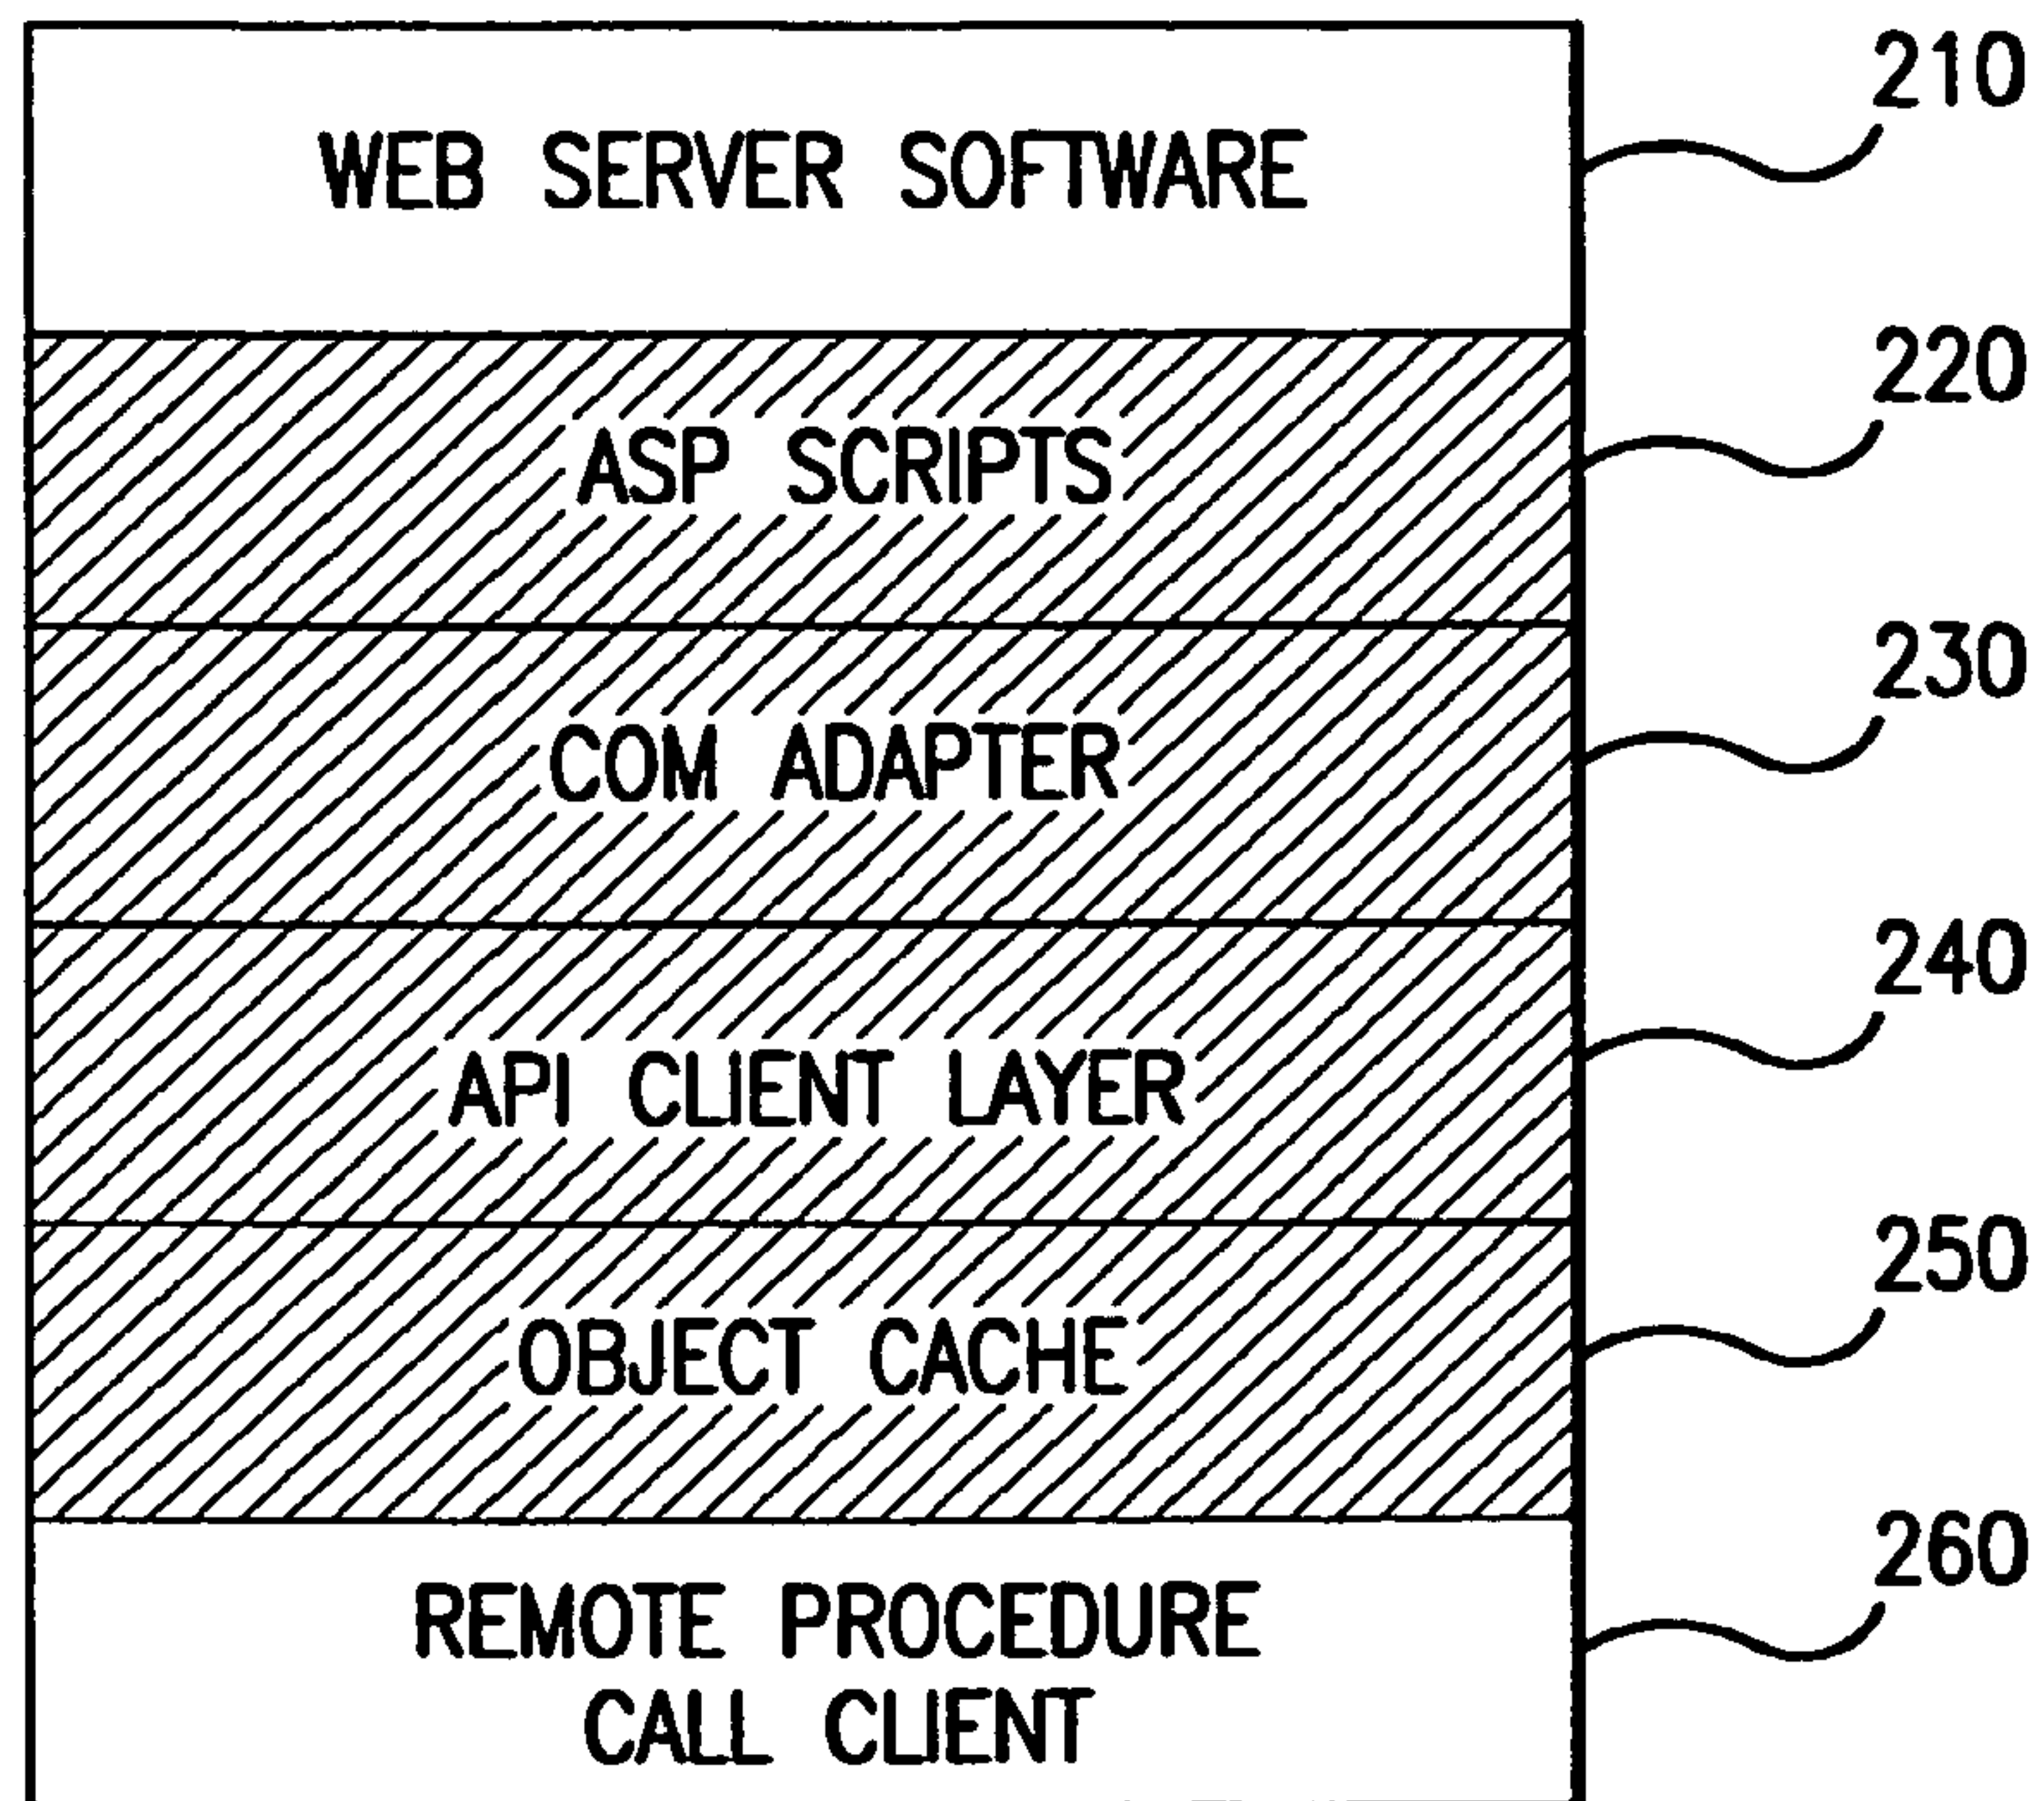 WEB SERVER SOFTWARE
210
ASP SCRIPTS
220
COM ADAPTER
230
API CLIENT LAYER
240
OBJECT CACHE
250
REMOTE PROCEDURE
CALL CLIENT
260